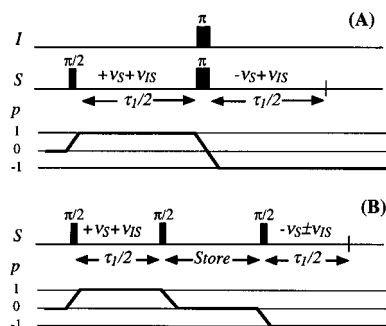 (A)
π
I
π/2 +νS+νIS π -νS+νIS
S
τ1/2 τ1/2
p
1
0
-1
(B)
π/2 +νS+νIS π/2 π/2 -νS±νIS
S
τ1/2 Store τ1/2
p
1
0
-1